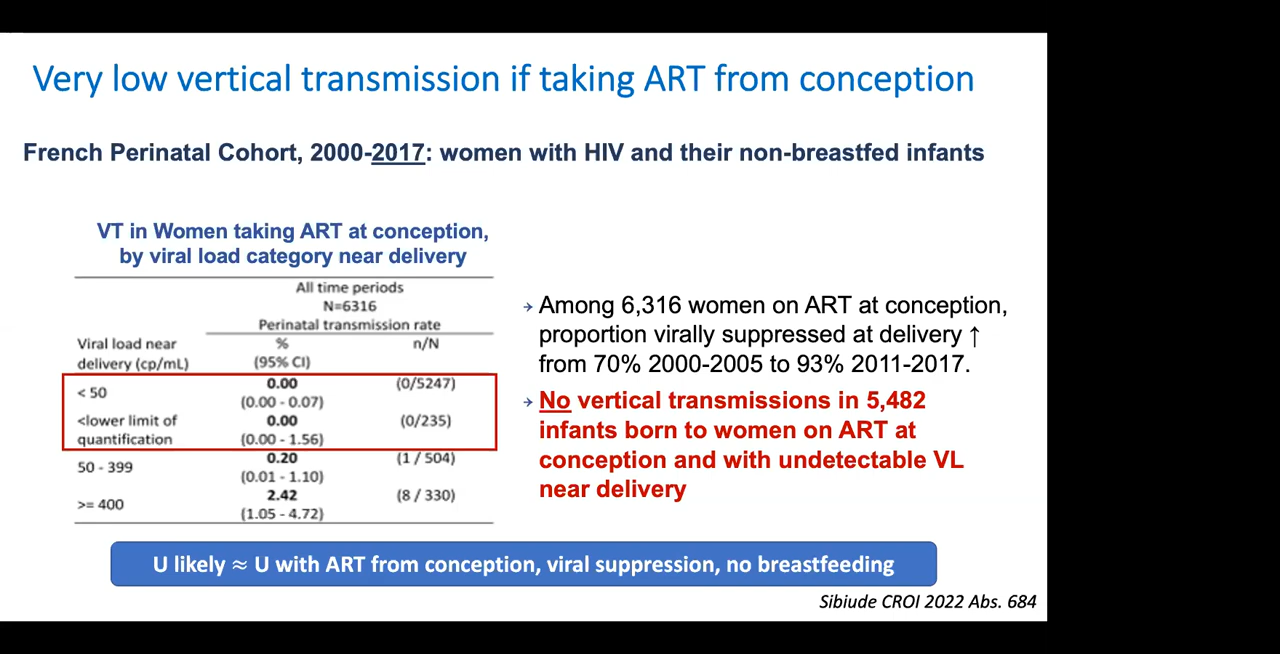 Very low vertical transmission if taking ART from conception
French Perinatal Cohort, 2000-2017: women with HIV and their non-breastfed infants
VT in Women taking ART at conception,
by viral load category near delivery
All time periods
N=6316
Perinatal transmission rate
Viral load near delivery (cp/mL)
% (95% CI)
n/N
< 50
0.00 (0/5247)
(0.00 - 0.07)
<lower limit of quantification
0.00 (0/235)
(0.00 - 1.56)
50 - 399
0.20 (1 / 504)
(0.01 - 1.10)
>= 400
2.42 (8 / 330)
(1.05 - 4.72)
→ Among 6,316 women on ART at conception,
proportion virally suppressed at delivery ↑
from 70% 2000-2005 to 93% 2011-2017.
→ No vertical transmissions in 5,482
infants born to women on ART at
conception and with undetectable VL
near delivery
U likely ≈ U with ART from conception, viral suppression, no breastfeeding
Sibiude CROI 2022 Abs. 684